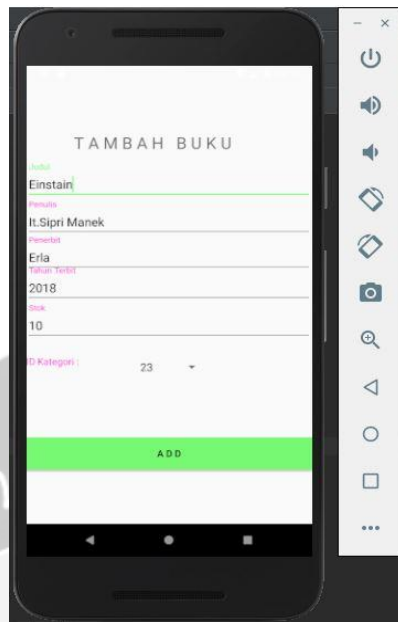 TAMBAH BUKU
Judul
Einstain
Penulis
It.Sipri Manek
Penerbit
Erla
Tahun Terbit
2018
Stok
10
ID Kategori :
23
ADD